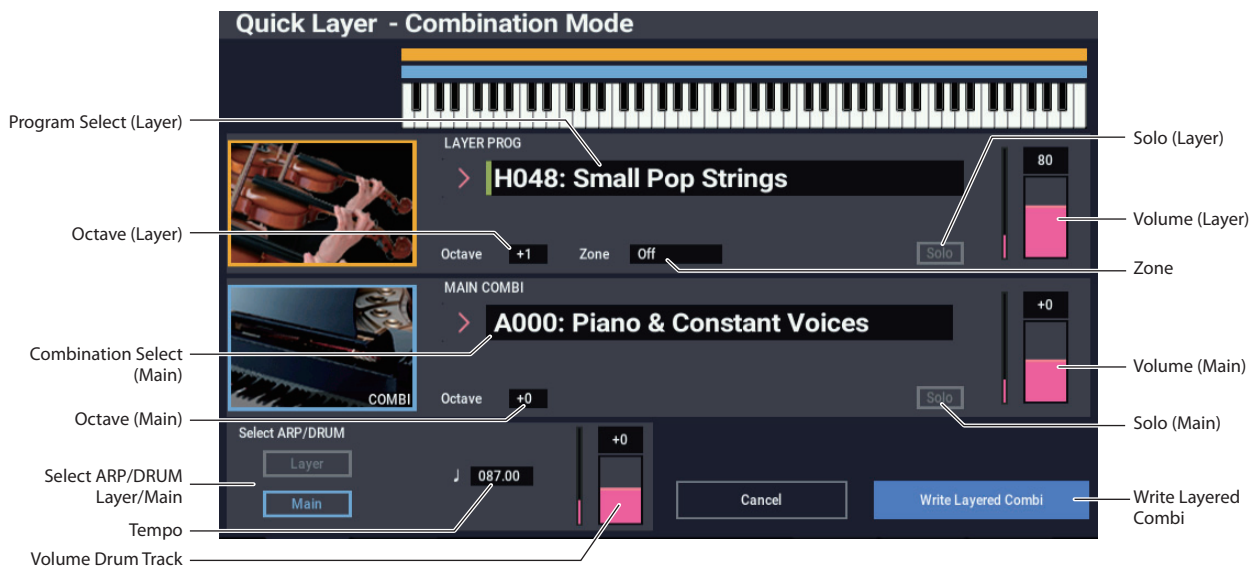 Quick Layer - Combination Mode
Program Select (Layer)
LAYER PROG
H048: Small Pop Strings
80
Solo (Layer)
Volume (Layer)
Octave (Layer)
Octave +1 Zone Off Solo
Zone
MAIN COMBI
A000: Piano & Constant Voices
+0
Combination Select
(Main)
Volume (Main)
COMBI
Octave +0 Solo
Octave (Main)
Solo (Main)
Select ARP/DRUM
Layer
Main
087.00
+0
Cancel
Write Layered Combi
Select ARP/DRUM
Layer/Main
Tempo
Volume Drum Track
Write Layered
Combi